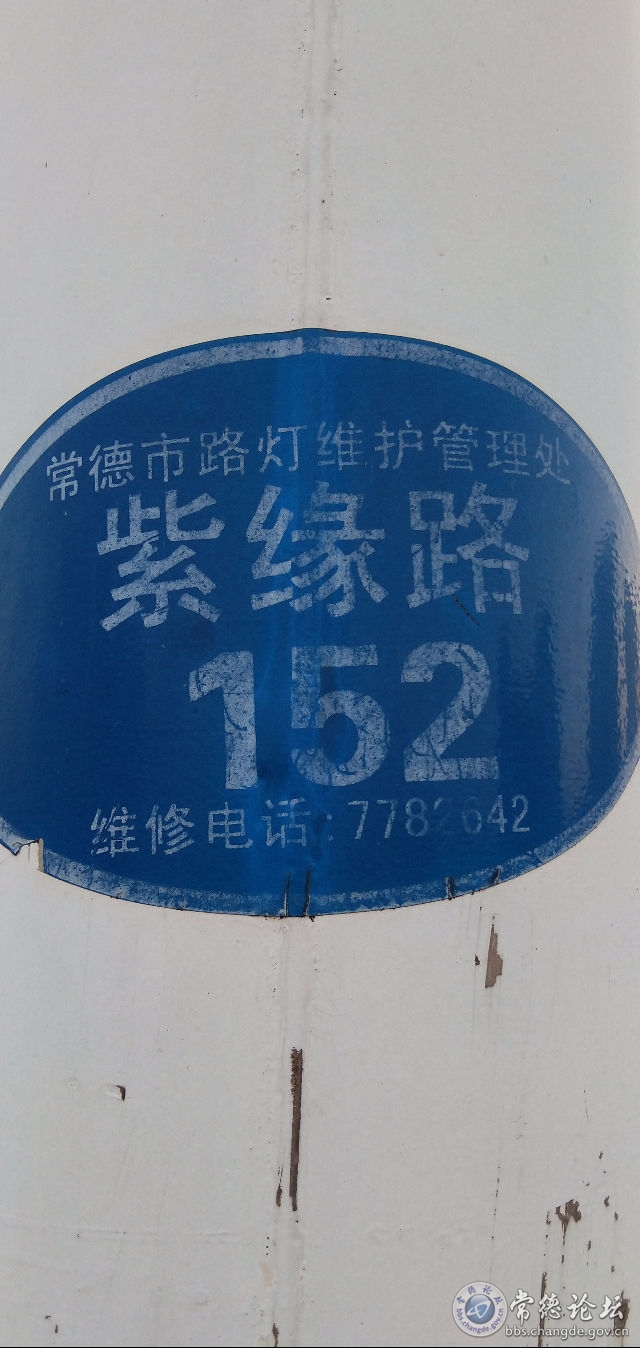 常德市路灯维护管理处
紫缘路
152
维修电话:7782642
常德论坛
bbs.changde.gov.cn